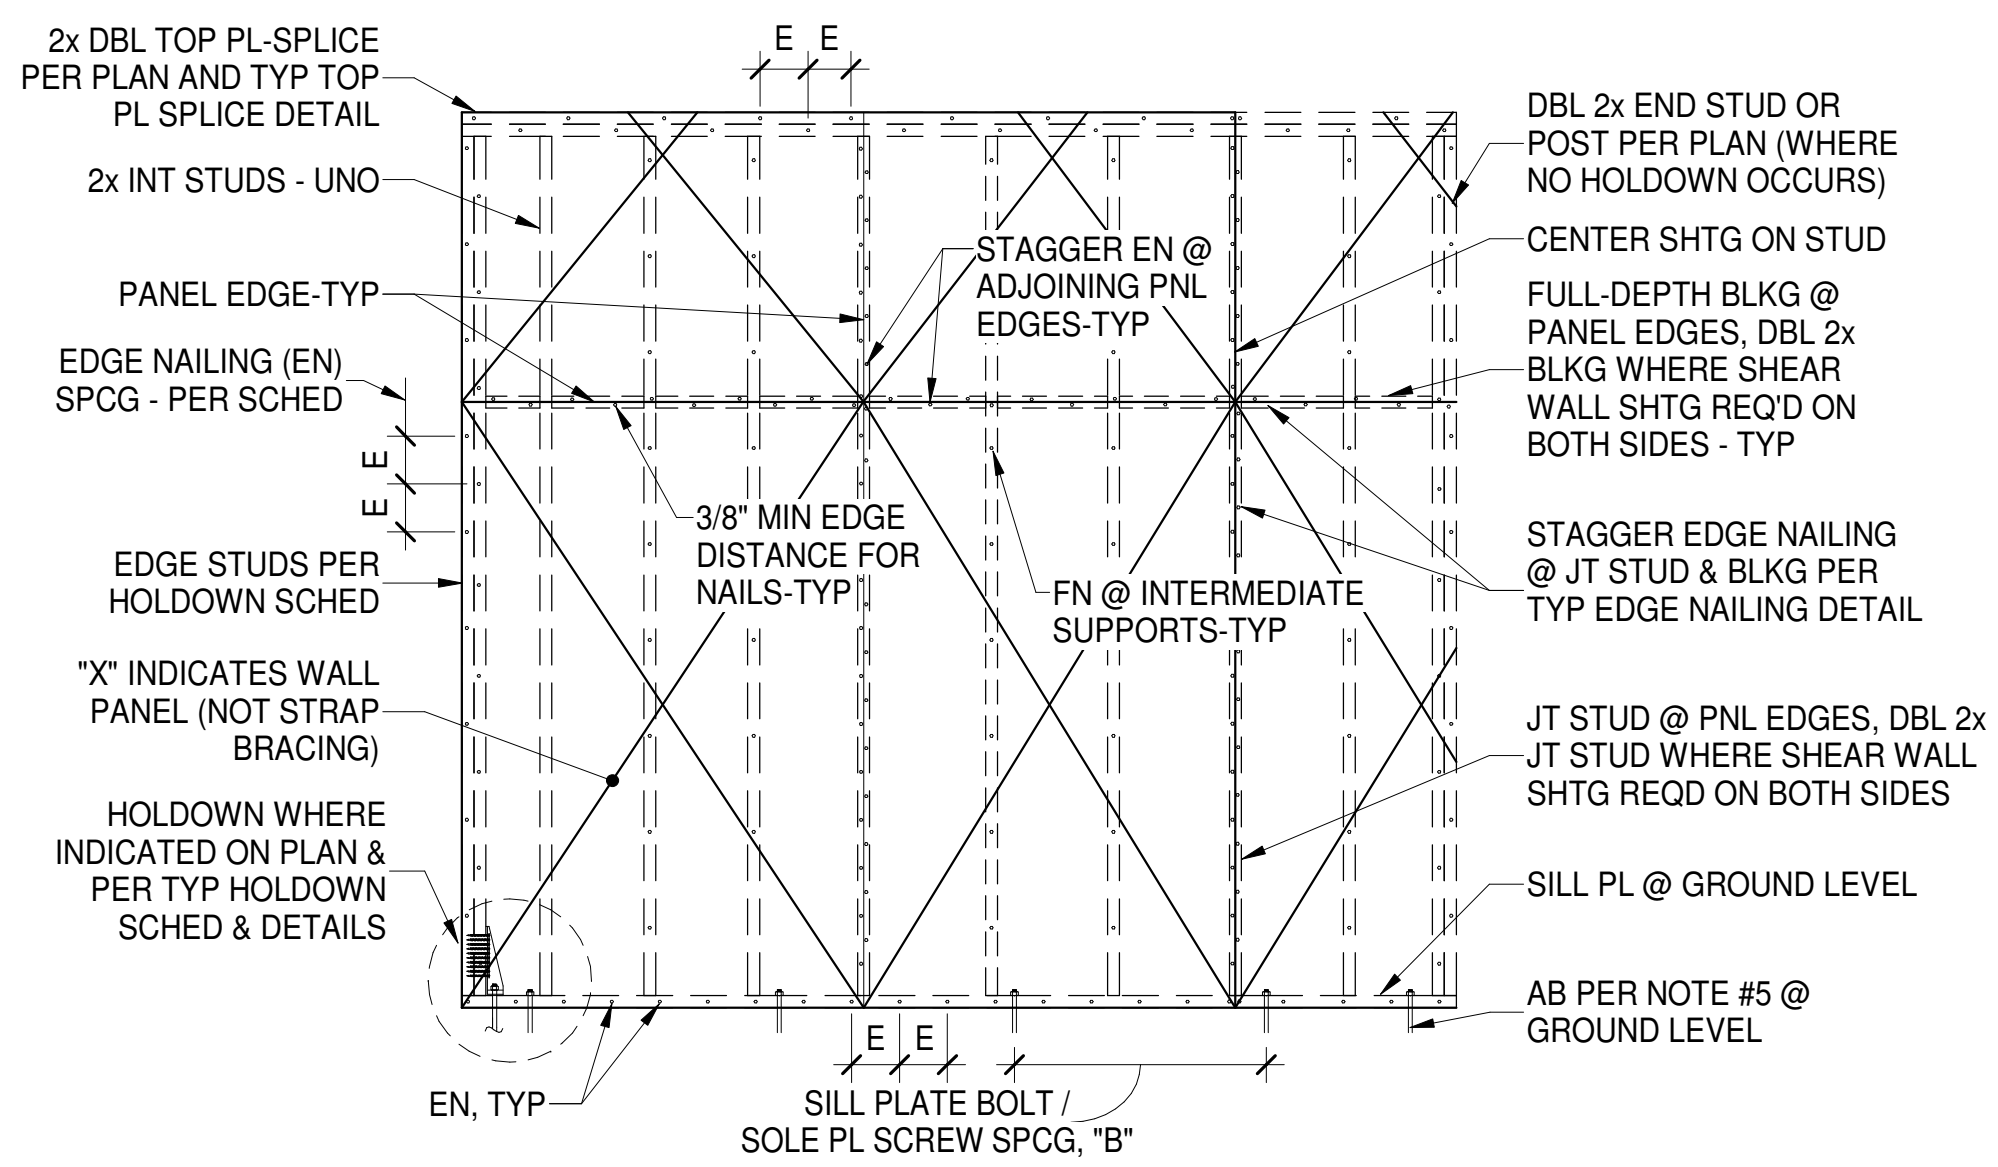 2x DBL TOP PL-SPLICE
PER PLAN AND TYP TOP
PL SPLICE DETAIL
2x INT STUDS - UNO
PANEL EDGE-TYP
EDGE NAILING (EN)
SPCG - PER SCHED
E
E
EDGE STUDS PER
HOLDOWN SCHED
"X" INDICATES WALL
PANEL (NOT STRAP
BRACING)
HOLDOWN WHERE
INDICATED ON PLAN &
PER TYP HOLDOWN
SCHED & DETAILS
EN, TYP
E E
STAGGER EN @
ADJOINING PNL
EDGES-TYP
3/8" MIN EDGE
DISTANCE FOR
NAILS-TYP
FN @ INTERMEDIATE
SUPPORTS-TYP
E E
SILL PLATE BOLT /
SOLE PL SCREW SPCG, "B"
DBL 2x END STUD OR
POST PER PLAN (WHERE
NO HOLDOWN OCCURS)
CENTER SHTG ON STUD
FULL-DEPTH BLKG @
PANEL EDGES, DBL 2x
BLKG WHERE SHEAR
WALL SHTG REQ'D ON
BOTH SIDES - TYP
STAGGER EDGE NAILING
@ JT STUD & BLKG PER
TYP EDGE NAILING DETAIL
JT STUD @ PNL EDGES, DBL 2x
JT STUD WHERE SHEAR WALL
SHTG REQD ON BOTH SIDES
SILL PL @ GROUND LEVEL
AB PER NOTE #5 @
GROUND LEVEL